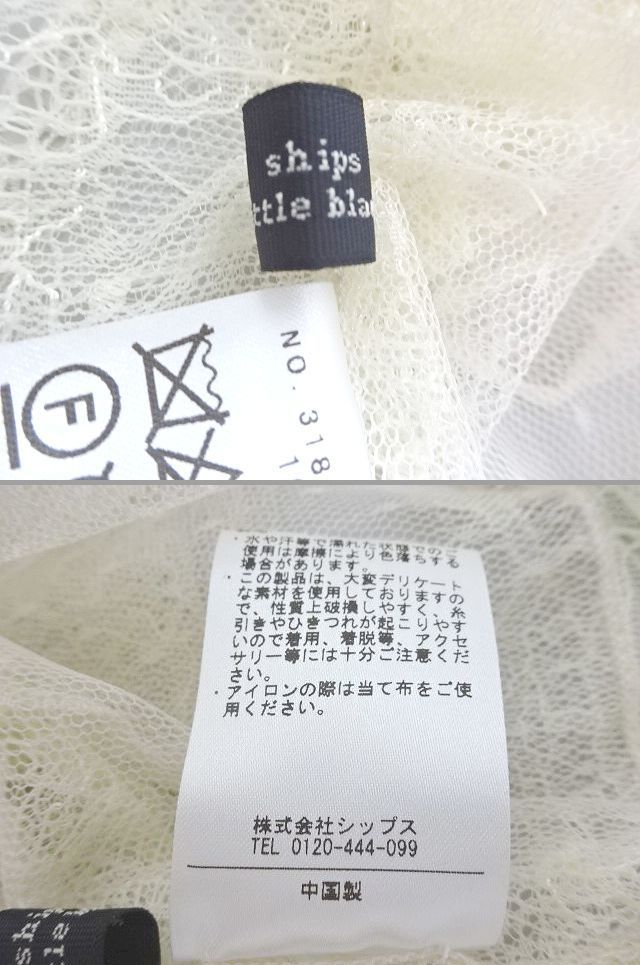 ships
ttle bla
NO. 318
F
・水や汗等で濡れた状態でのご
使用は摩擦により色落ちする
場合があります。
・この製品は、大変デリケート
な素材を使用しておりますの
で、性質上破損しやすく、糸
引きやひきつれが起こりやす
いので着用、着脱等、アクセ
サリー等には十分ご注意くだ
さい。
・アイロンの際は当て布をご使
用ください。
株式会社シップス
TEL 0120-444-099
中国製